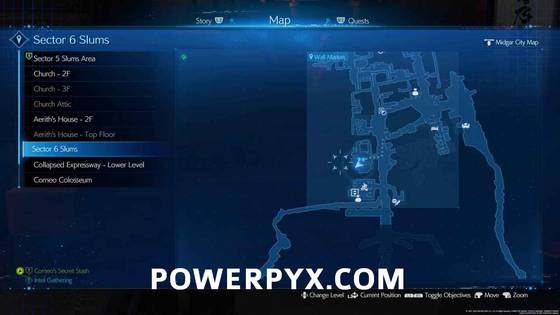 Story Map Quests
Sector 6 Slums
Midgar City Map
Sector 5 Slums Area
Wall Market
Church - 2F
Church - 3F
Church Attic
Aerith's House - 2F
Aerith's House - Top Floor
Sector 6 Slums
Collapsed Expressway - Lower Level
Corneo Colosseum
Corneo's Secret Stash
Intel Gathering
POWERPYX.COM
Change Level Current Position Toggle Objectives Move Zoom